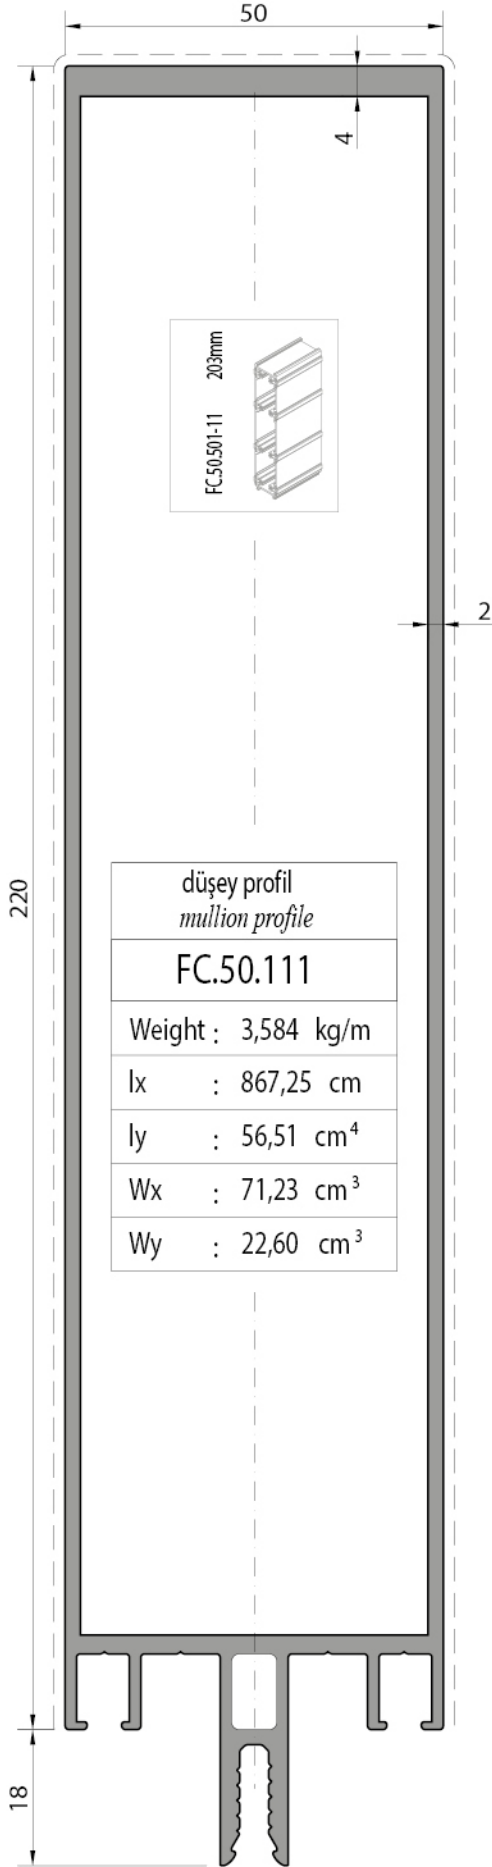 50
4
203mm
FC.50.501-11
2
220
düşey profil
mullion profile
FC.50.111
Weight : 3,584 kg/m
Ix : 867,25 cm
Iy : 56,51 cm⁴
Wx : 71,23 cm³
Wy : 22,60 cm³
18